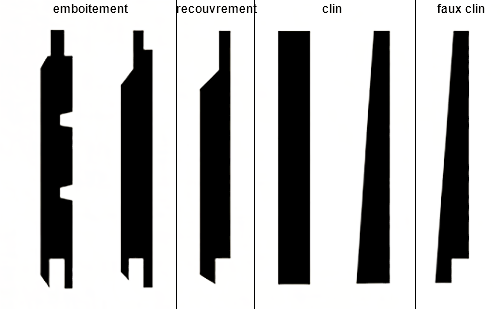 emboitement
recouvrement
clin
faux clin